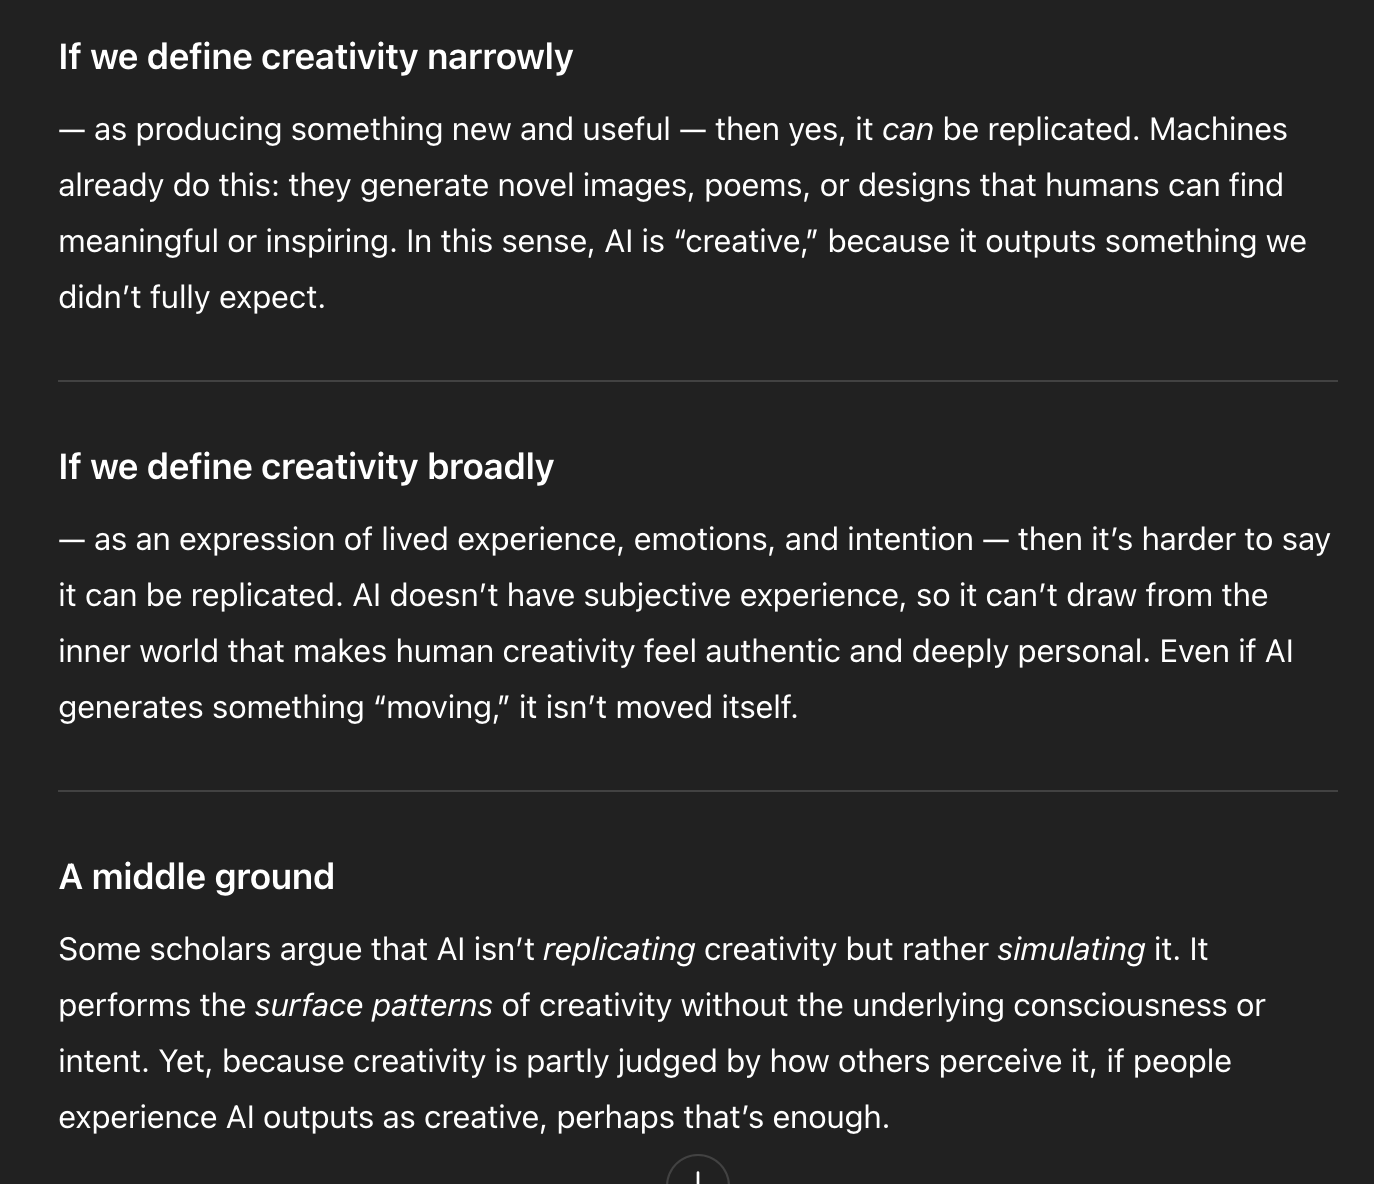 If we define creativity narrowly
— as producing something new and useful — then yes, it can be replicated. Machines
already do this: they generate novel images, poems, or designs that humans can find
meaningful or inspiring. In this sense, AI is “creative,” because it outputs something we
didn’t fully expect.
If we define creativity broadly
— as an expression of lived experience, emotions, and intention — then it’s harder to say
it can be replicated. AI doesn’t have subjective experience, so it can’t draw from the
inner world that makes human creativity feel authentic and deeply personal. Even if AI
generates something “moving,” it isn’t moved itself.
A middle ground
Some scholars argue that AI isn’t replicating creativity but rather simulating it. It
performs the surface patterns of creativity without the underlying consciousness or
intent. Yet, because creativity is partly judged by how others perceive it, if people
experience AI outputs as creative, perhaps that’s enough.